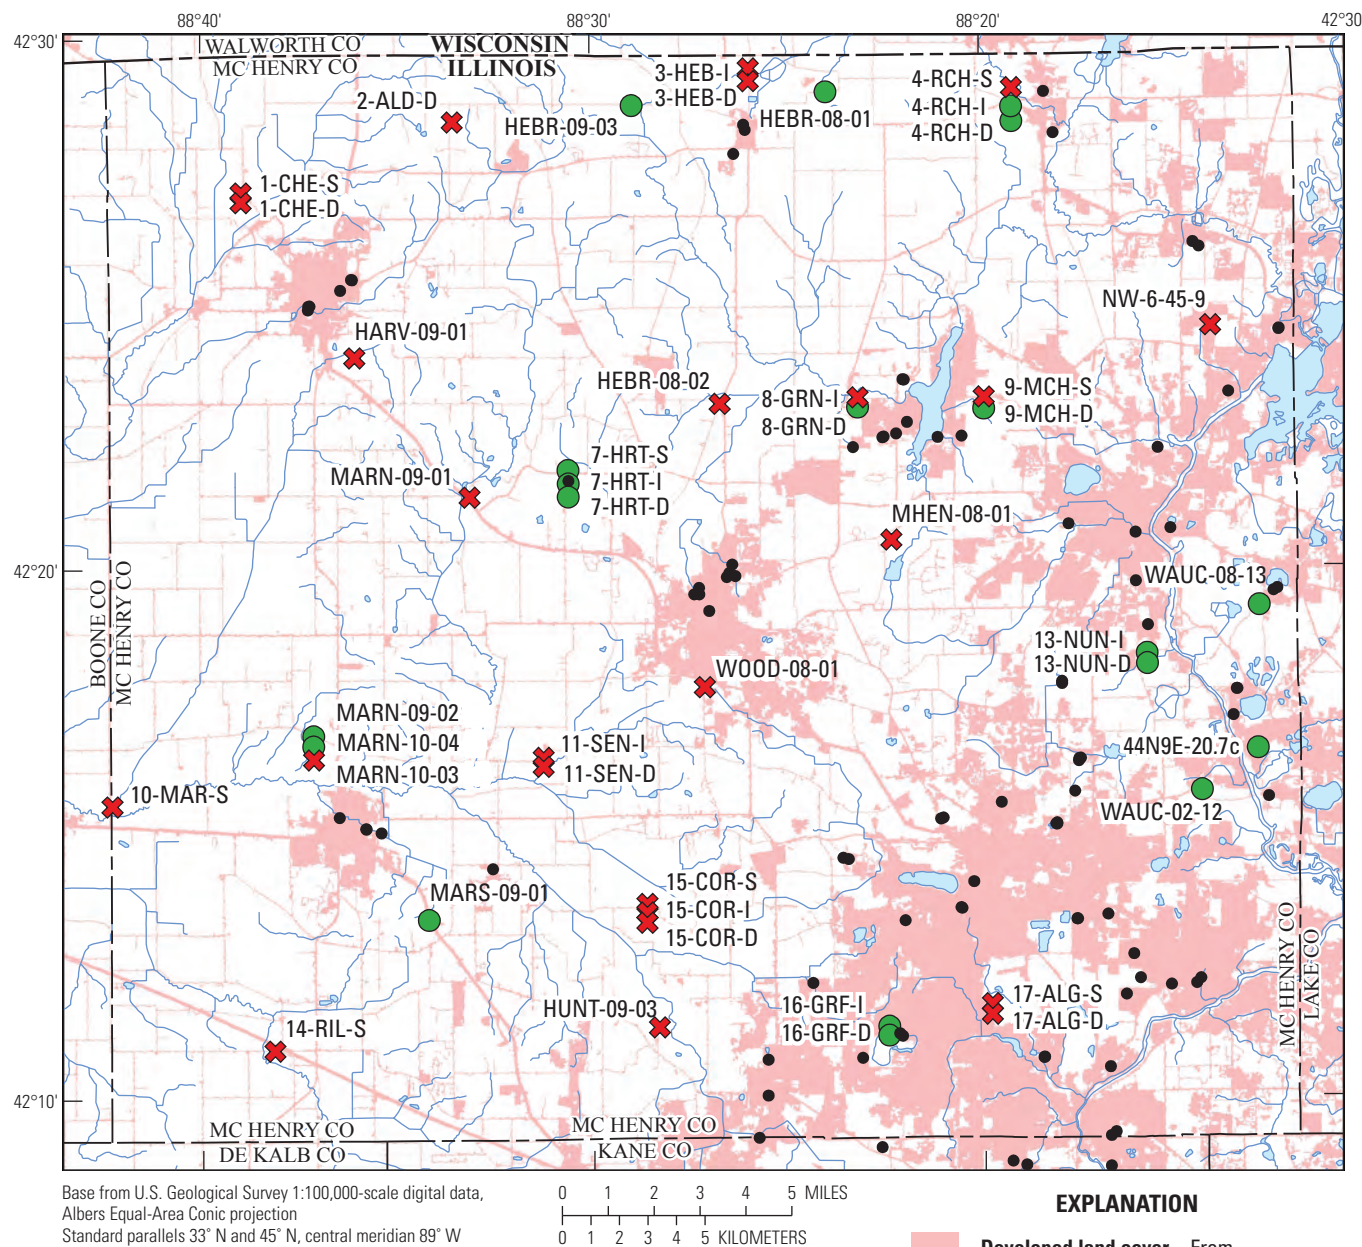 88°40' 88°30' 88°20' 42°30'
42°30'
WALWORTH CO
MC HENRY CO
WISCONSIN
ILLINOIS
3-HEB-I
3-HEB-D
4-RCH-S
4-RCH-I
4-RCH-D
2-ALD-D
HEBR-09-03
HEBR-08-01
1-CHE-S
1-CHE-D
NW-6-45-9
HARV-09-01
HEBR-08-02
8-GRN-I
8-GRN-D
9-MCH-S
9-MCH-D
7-HRT-S
7-HRT-I
7-HRT-D
MARN-09-01
MHEN-08-01
42°20'
BOONE CO
MC HENRY CO
WAUC-08-13
13-NUN-I
13-NUN-D
WOOD-08-01
MARN-09-02
MARN-10-04
MARN-10-03
11-SEN-I
11-SEN-D
44N9E-20.7c
10-MAR-S
WAUC-02-12
MARS-09-01
15-COR-S
15-COR-I
15-COR-D
MC HENRY CO
LAKE CO
16-GRF-I
16-GRF-D
17-ALG-S
17-ALG-D
HUNT-09-03
14-RIL-S
42°10'
MC HENRY CO
DE KALB CO
MC HENRY CO
KANE CO
Base from U.S. Geological Survey 1:100,000-scale digital data,
Albers Equal-Area Conic projection
Standard parallels 33° N and 45° N, central meridian 89° W
0 1 2 3 4 5 MILES
0 1 2 3 4 5 KILOMETERS
EXPLANATION
Developed land cover—From